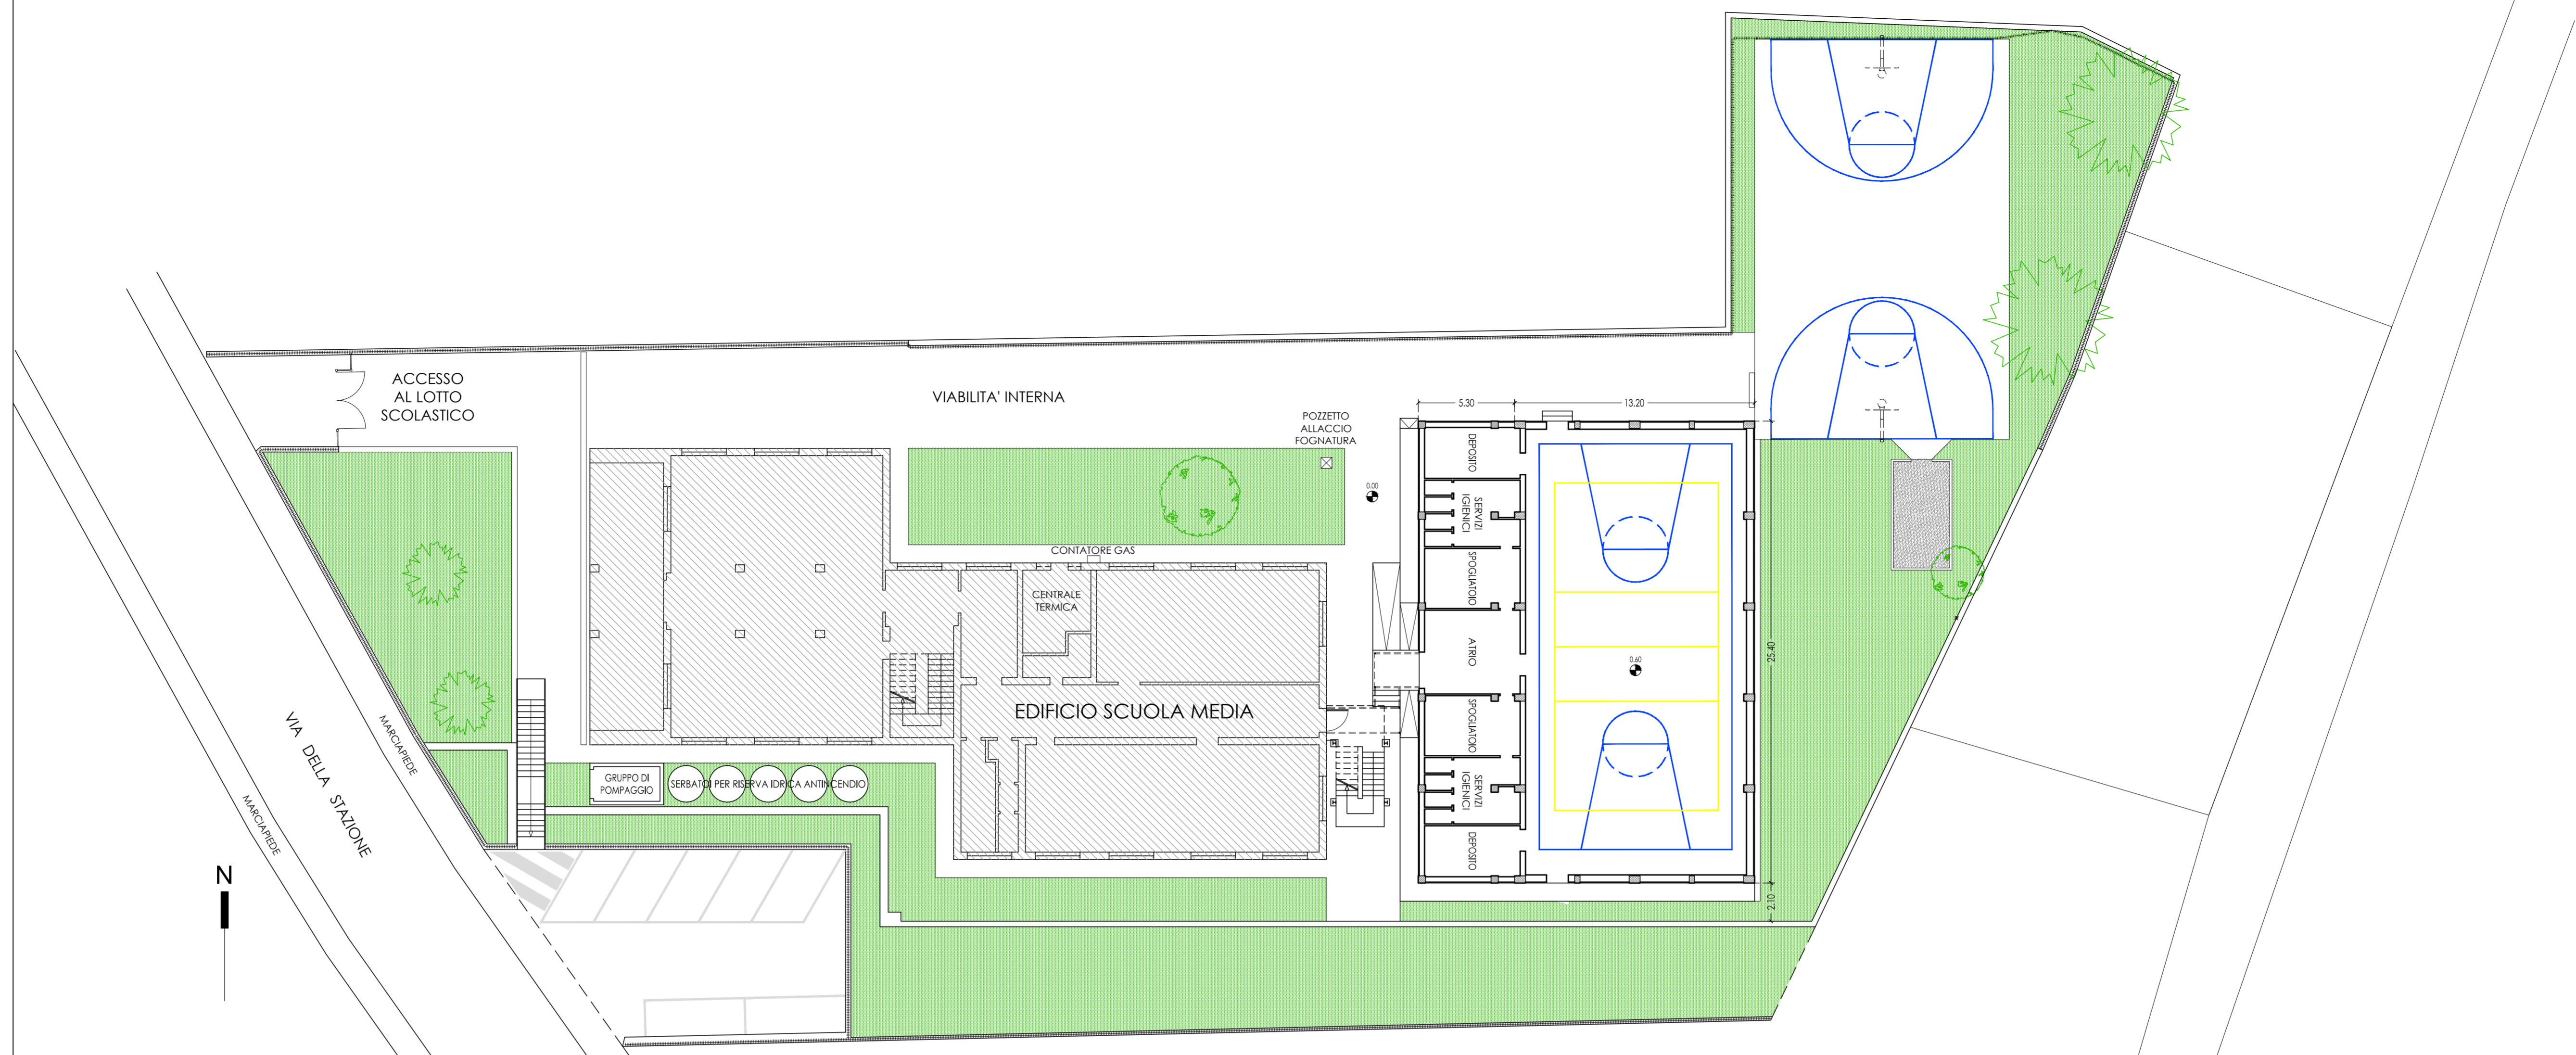 ACCESSO
AL LOTTO
SCOLASTICO
VIABILITA' INTERNA
POZZETTO
ALLACCIO
FOGNATURA
5.30
13.20
DEPOSITO
SERVIZI
IGIENICI
0.00
CONTATORE GAS
SPOGLIATOIO
CENTRALE
TERMICA
ATRIO
0.60
25.40
EDIFICIO SCUOLA MEDIA
SPOGLIATOIO
VIA DELLA STAZIONE
MARCIAPIEDE
MARCIAPIEDE
GRUPPO DI
POMPAGGIO
SERBATOI PER RISERVA IDRICA ANTINCENDIO
SERVIZI
IGIENICI
DEPOSITO
2.10
N